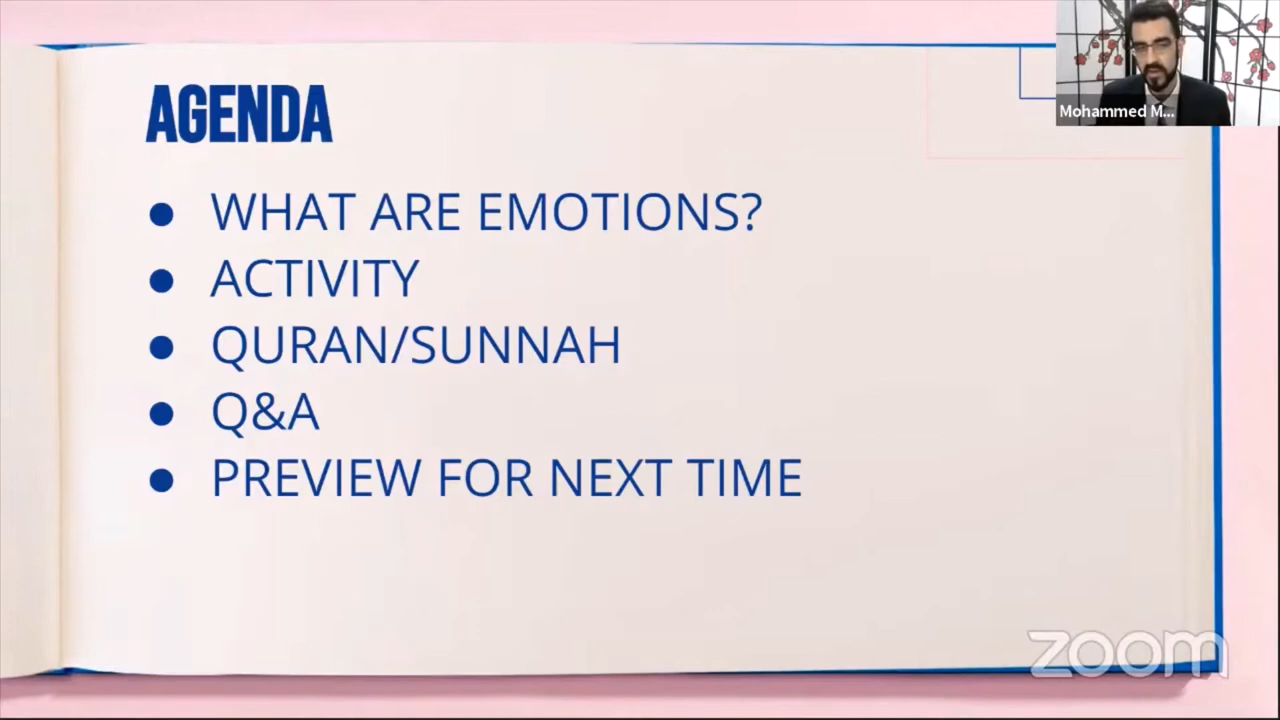 AGENDA
● WHAT ARE EMOTIONS?
● ACTIVITY
● QURAN/SUNNAH
● Q&A
● PREVIEW FOR NEXT TIME
Mohammed M...
zoom